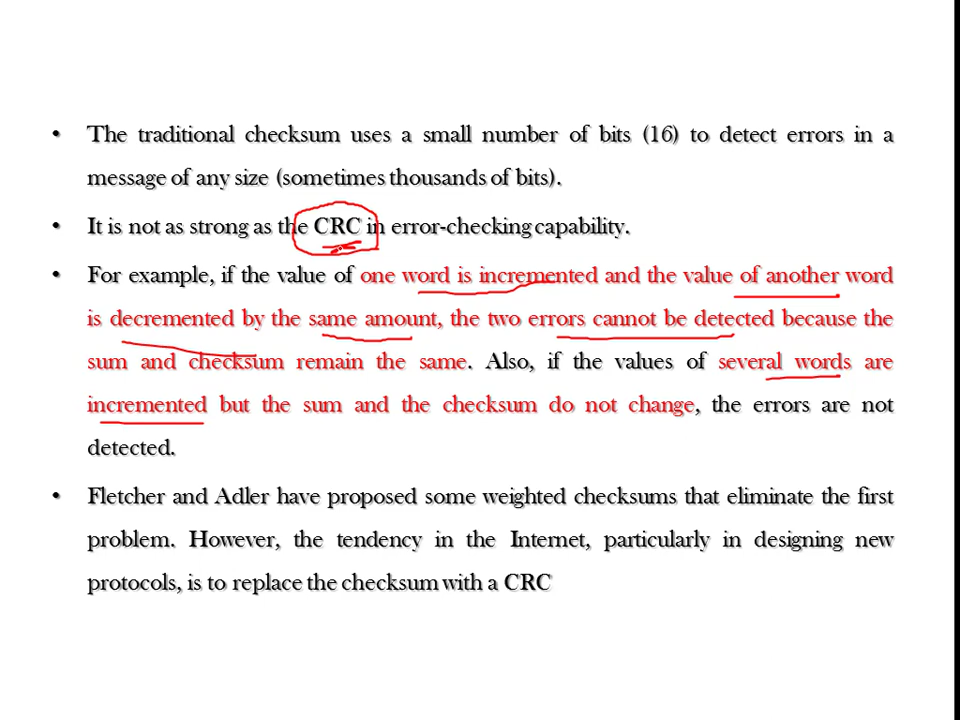 • The traditional checksum uses a small number of bits (16) to detect errors in a
message of any size (sometimes thousands of bits).
• It is not as strong as the CRC in error-checking capability.
• For example, if the value of one word is incremented and the value of another word
is decremented by the same amount, the two errors cannot be detected because the
sum and checksum remain the same. Also, if the values of several words are
incremented but the sum and the checksum do not change, the errors are not
detected.
• Fletcher and Adler have proposed some weighted checksums that eliminate the first
problem. However, the tendency in the Internet, particularly in designing new
protocols, is to replace the checksum with a CRC